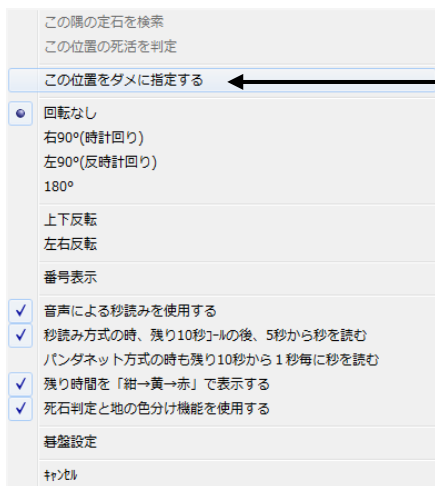 この隅の定石を検索
この位置の死活を判定
この位置をダメに指定する
回転なし
右90°(時計回り)
左90°(反時計回り)
180°
上下反転
左右反転
番号表示
音声による秒読みを使用する
秒読み方式の時、残り10秒ｺｰﾙの後、5秒から秒を読む
パンダネット方式の時も残り10秒から１秒毎に秒を読む
残り時間を「紺→黄→赤」で表示する
死石判定と地の色分け機能を使用する
碁盤設定
ｷｬﾝｾﾙ